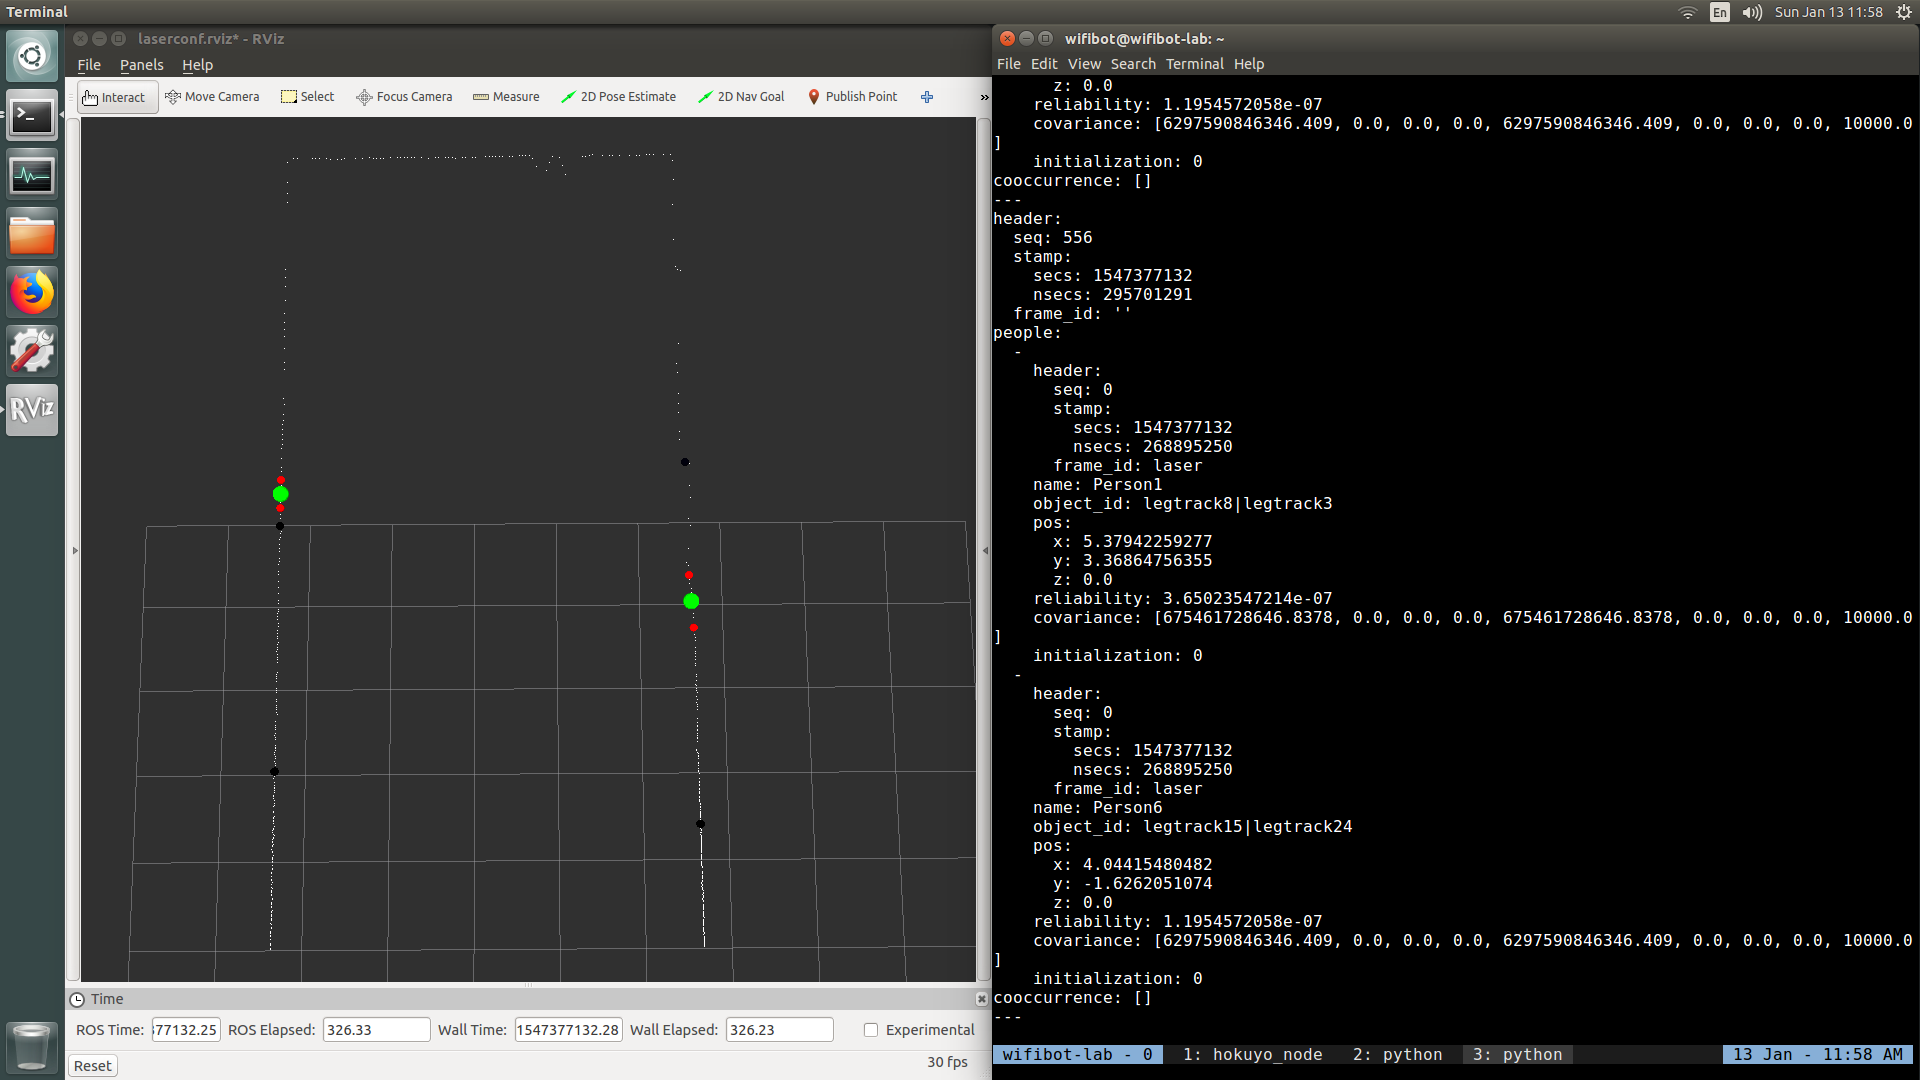 Terminal
En
Sun Jan 13 11:58
laserconf.rviz* - RViz
File Panels Help
Interact Move Camera Select Focus Camera Measure 2D Pose Estimate 2D Nav Goal Publish Point »
RViz
Time
ROS Time: 377132.25 ROS Elapsed: 326.33 Wall Time: 1547377132.28 Wall Elapsed: 326.23 Experimental
Reset
30 fps
wifibot@wifibot-lab: ~
File Edit View Search Terminal Help
z: 0.0
reliability: 1.1954572058e-07
covariance: [6297590846346.409, 0.0, 0.0, 0.0, 6297590846346.409, 0.0, 0.0, 0.0, 10000.0
]
initialization: 0
cooccurrence: []
---
header:
seq: 556
stamp:
secs: 1547377132
nsecs: 295701291
frame_id: ''
people:
-
header:
seq: 0
stamp:
secs: 1547377132
nsecs: 268895250
frame_id: laser
name: Person1
object_id: legtrack8|legtrack3
pos:
x: 5.37942259277
y: 3.36864756355
z: 0.0
reliability: 3.65023547214e-07
covariance: [675461728646.8378, 0.0, 0.0, 0.0, 675461728646.8378, 0.0, 0.0, 0.0, 10000.0
]
initialization: 0
-
header:
seq: 0
stamp:
secs: 1547377132
nsecs: 268895250
frame_id: laser
name: Person6
object_id: legtrack15|legtrack24
pos:
x: 4.04415480482
y: -1.6262051074
z: 0.0
reliability: 1.1954572058e-07
covariance: [6297590846346.409, 0.0, 0.0, 0.0, 6297590846346.409, 0.0, 0.0, 0.0, 10000.0
]
initialization: 0
cooccurrence: []
---
wifibot-lab - 0 1: hokuyo_node 2: python 3: python 13 Jan - 11:58 AM